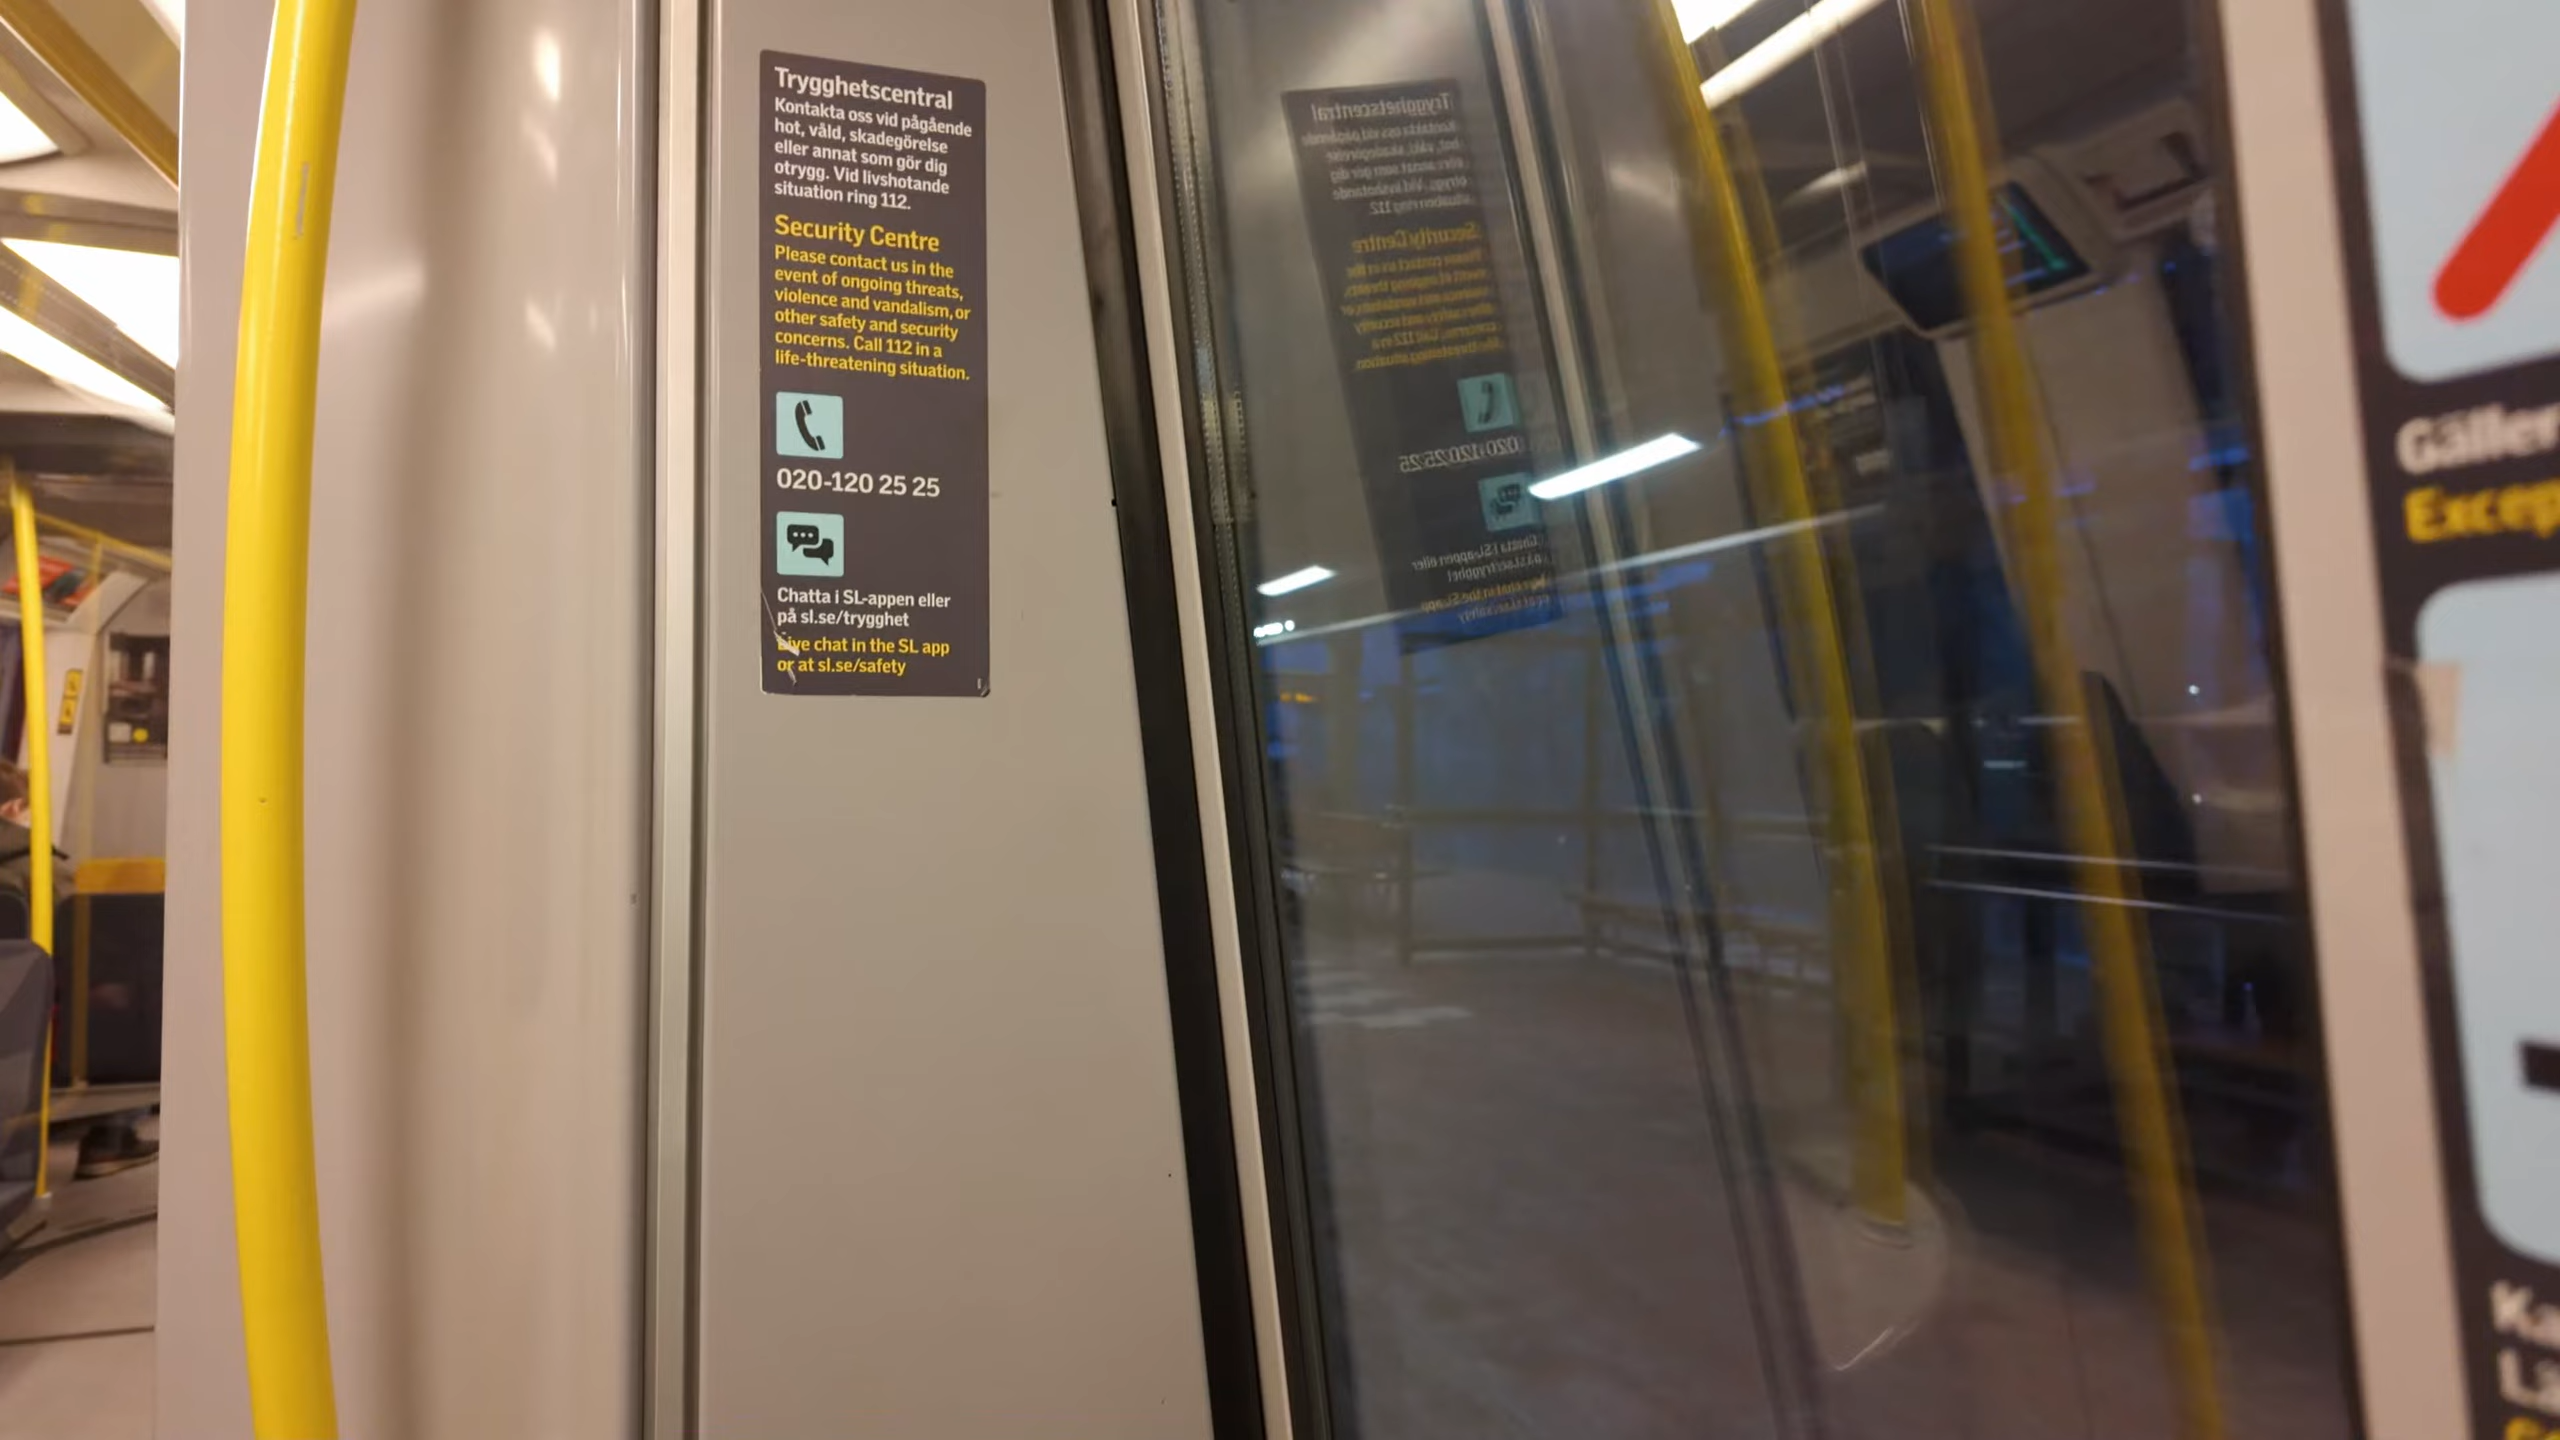 Trygghetscentral
Kontakta oss vid pågående
hot, våld, skadegörelse
eller annat som gör dig
otrygg. Vid livshotande
situation ring 112.
Security Centre
Please contact us in the
event of ongoing threats,
violence and vandalism, or
other safety and security
concerns. Call 112 in a
life-threatening situation.
020-120 25 25
Chatta i SL-appen eller
på sl.se/trygghet
Live chat in the SL app
or at sl.se/safety
Gäller